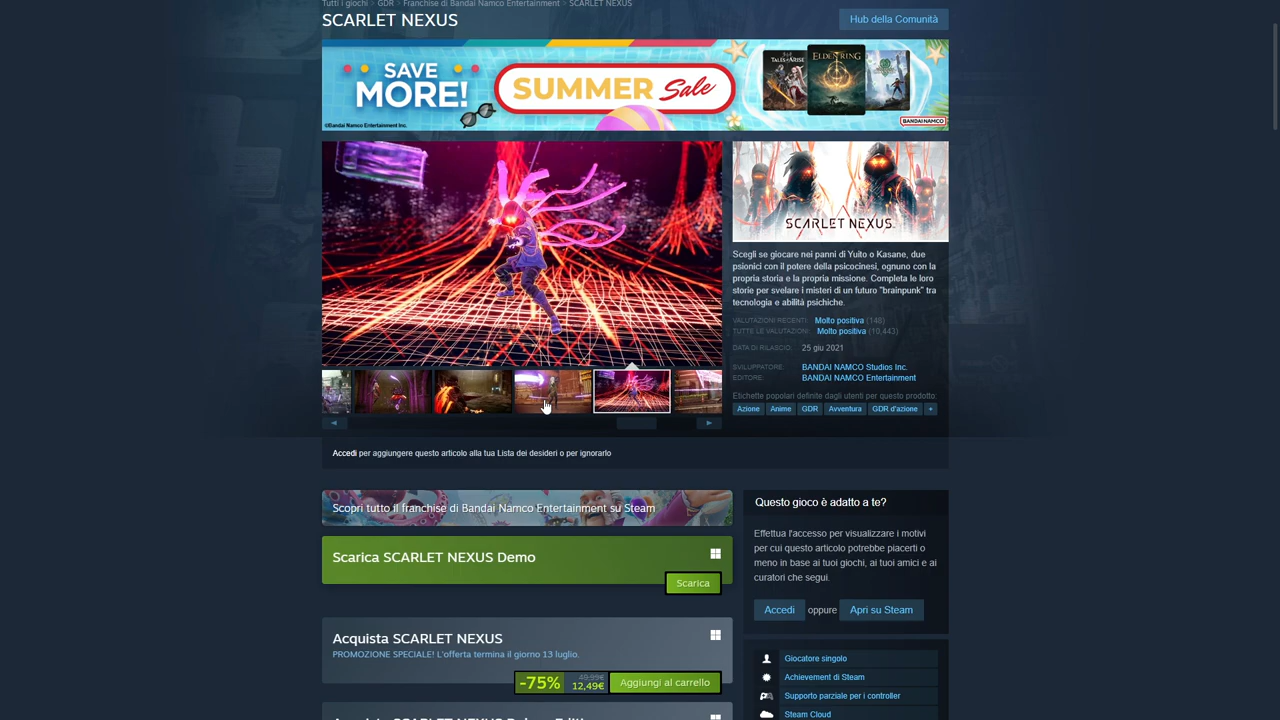 Tutti i giochi > GDR > Franchise di Bandai Namco Entertainment > SCARLET NEXUS
SCARLET NEXUS
Hub della Comunità
SAVE
MORE!
SUMMER Sale
TALES of ARISE
ELDEN RING
©Bandai Namco Entertainment Inc.
BANDAI NAMCO
SCARLET NEXUS
Scegli se giocare nei panni di Yuito o Kasane, due
psionici con il potere della psicocinesi, ognuno con la
propria storia e la propria missione. Completa le loro
storie per svelare i misteri di un futuro "brainpunk" tra
tecnologia e abilità psichiche.
VALUTAZIONI RECENTI: Molto positiva (148)
TUTTE LE VALUTAZIONI: Molto positiva (10,443)
DATA DI RILASCIO: 25 giu 2021
SVILUPPATORE: BANDAI NAMCO Studios Inc.
EDITORE: BANDAI NAMCO Entertainment
Etichette popolari definite dagli utenti per questo prodotto:
Azione Anime GDR Avventura GDR d'azione +
Accedi per aggiungere questo articolo alla tua Lista dei desideri o per ignorarlo
Scopri tutto il franchise di Bandai Namco Entertainment su Steam
Scarica SCARLET NEXUS Demo
Scarica
Acquista SCARLET NEXUS
PROMOZIONE SPECIALE! L'offerta termina il giorno 13 luglio.
-75% 49,99€ 12,49€ Aggiungi al carrello
Questo gioco è adatto a te?
Effettua l'accesso per visualizzare i motivi
per cui questo articolo potrebbe piacerti o
meno in base ai tuoi giochi, ai tuoi amici e ai
curatori che segui.
Accedi oppure Apri su Steam
Giocatore singolo
Achievement di Steam
Supporto parziale per i controller
Steam Cloud